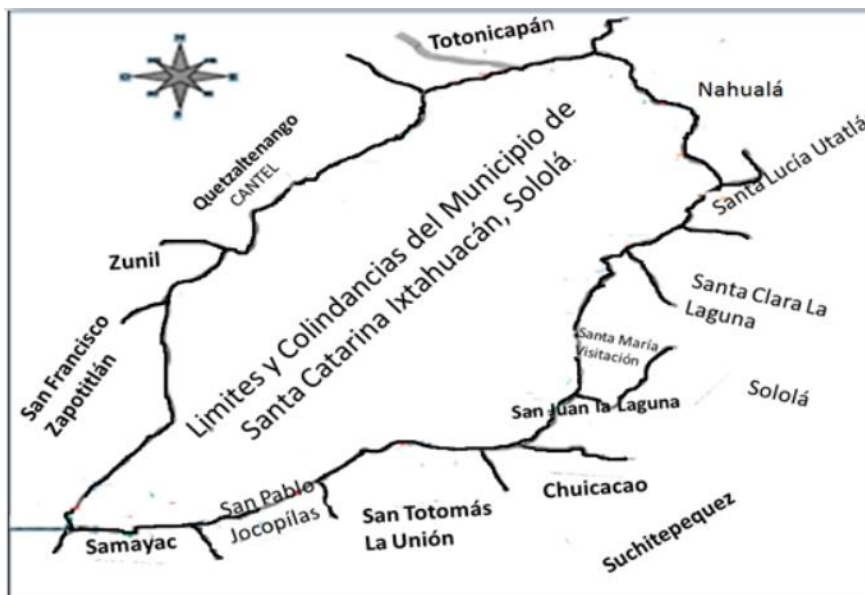 Totonicapán
Nahualá
Santa Lucía Utatlá
Quetzaltenango
CANTEL
Limites y Colindancias del Municipio de
Santa Catarina Ixtahuacán, Sololá.
Zunil
Santa Clara La
Laguna
San Francisco
Zapotitlán
Santa María
Visitación
Sololá
San Juan la Laguna
San Pablo
Jocopílas
Chuicacao
San Totomás
La Unión
Samayac
Suchitepequez